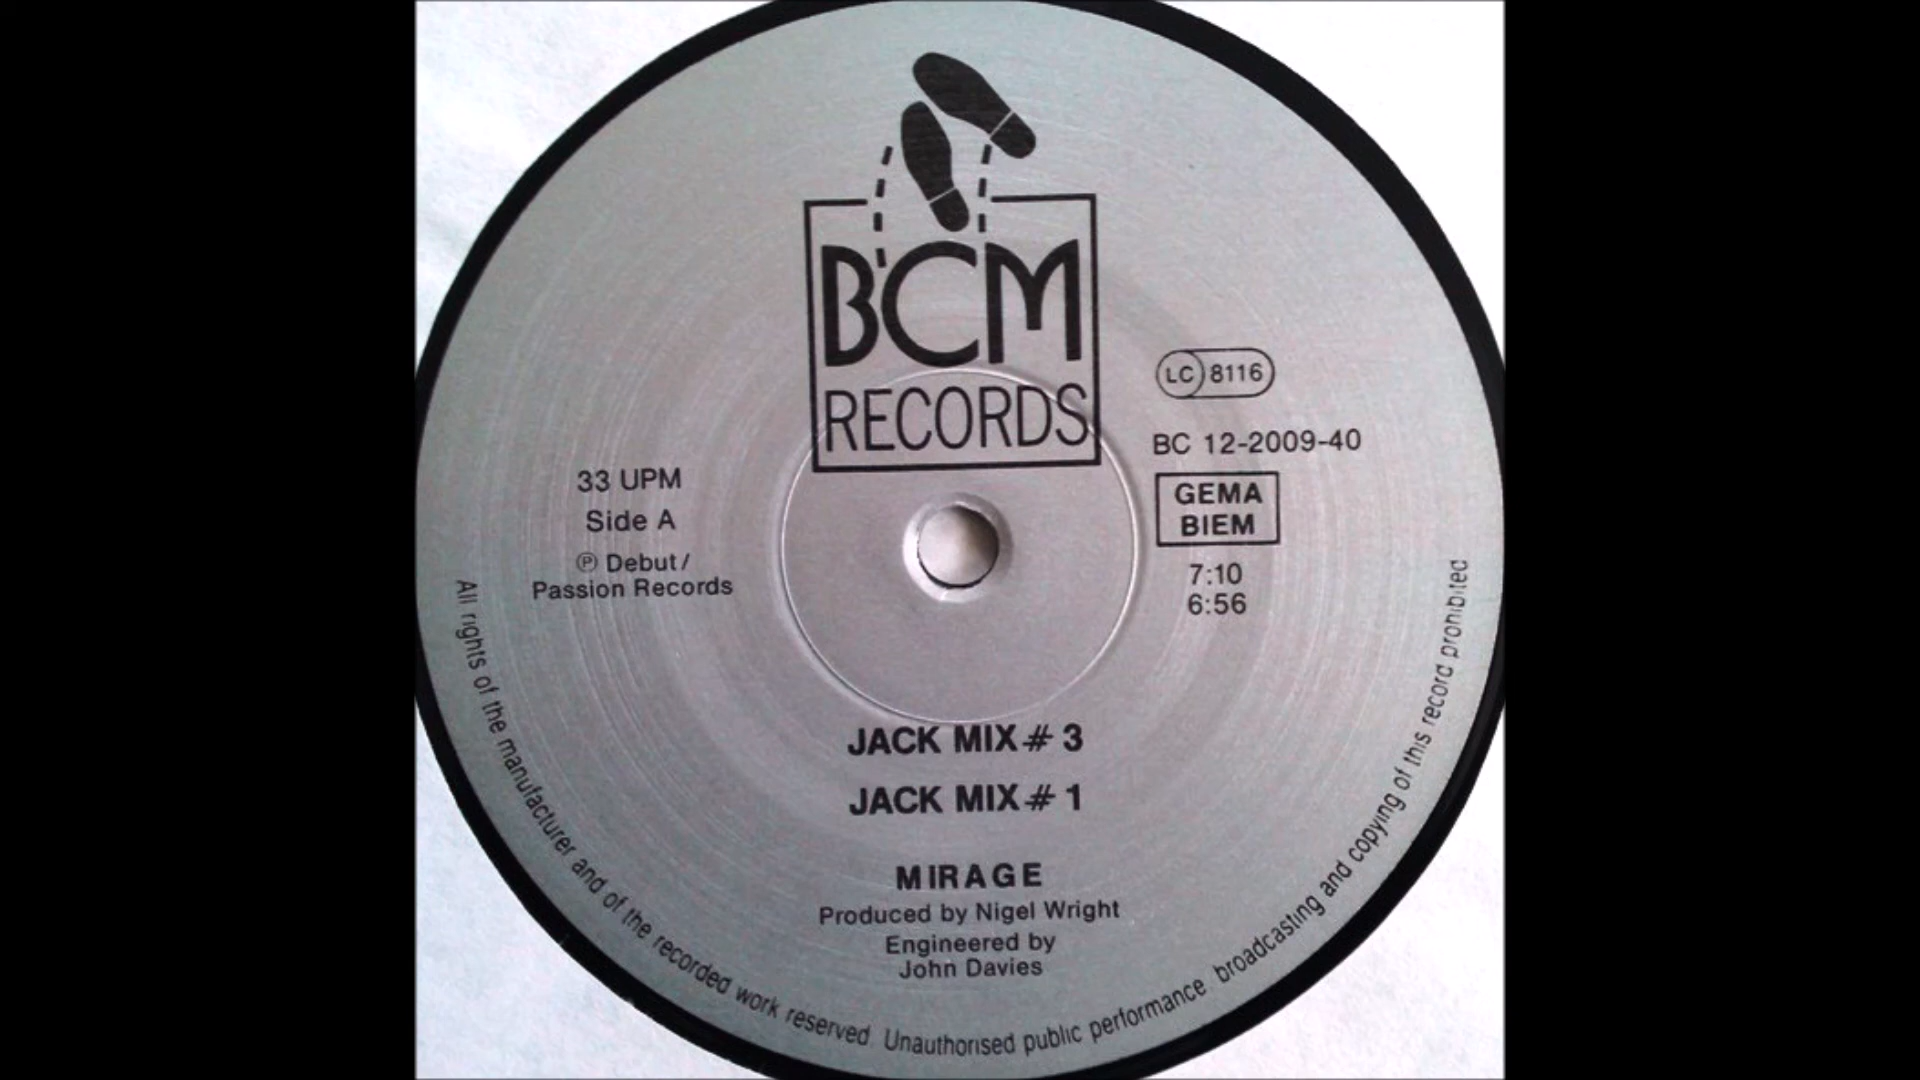 BCM
RECORDS
LC 8116
BC 12-2009-40
GEMA
BIEM
7:10
6:56
33 UPM
Side A
℗ Debut/
Passion Records
JACK MIX # 3
JACK MIX # 1
MIRAGE
Produced by Nigel Wright
Engineered by
John Davies
All rights of the manufacturer and of the recorded work reserved. Unauthorised public performance broadcasting and copying of this record prohibited